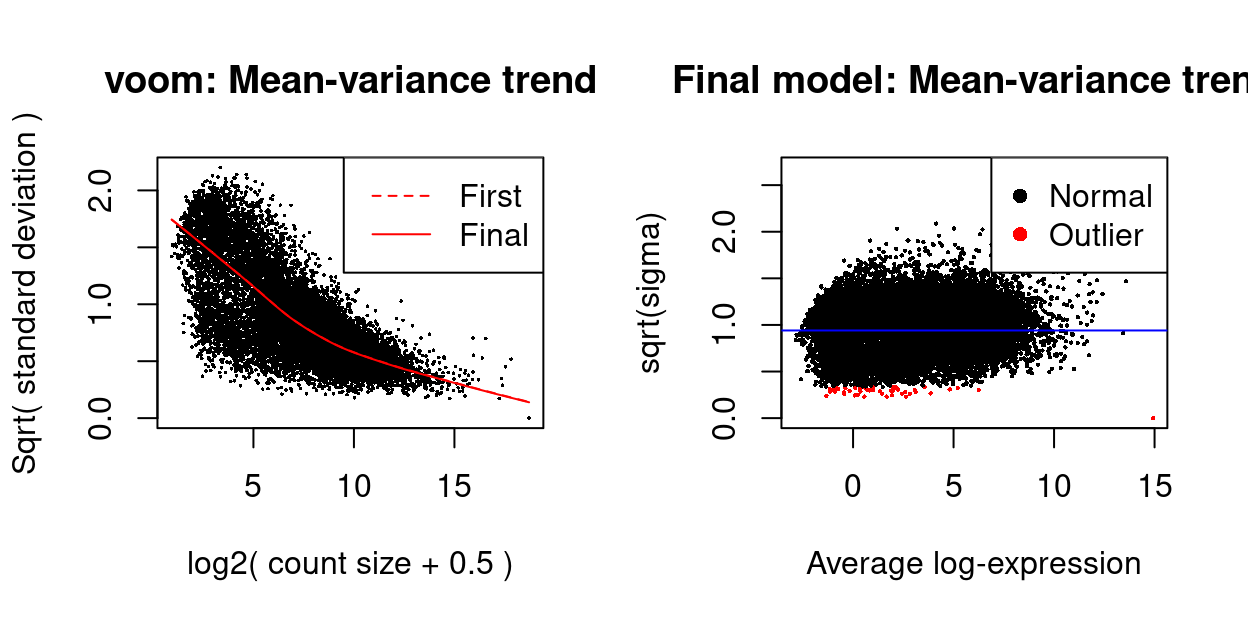 voom: Mean-variance trend
Sqrt( standard deviation )
2.0
1.0
0.0
First
Final
5
10
15
log2( count size + 0.5 )
Final model: Mean-variance tren
sqrt(sigma)
2.0
1.0
0.0
Normal
Outlier
0
5
10
15
Average log-expression